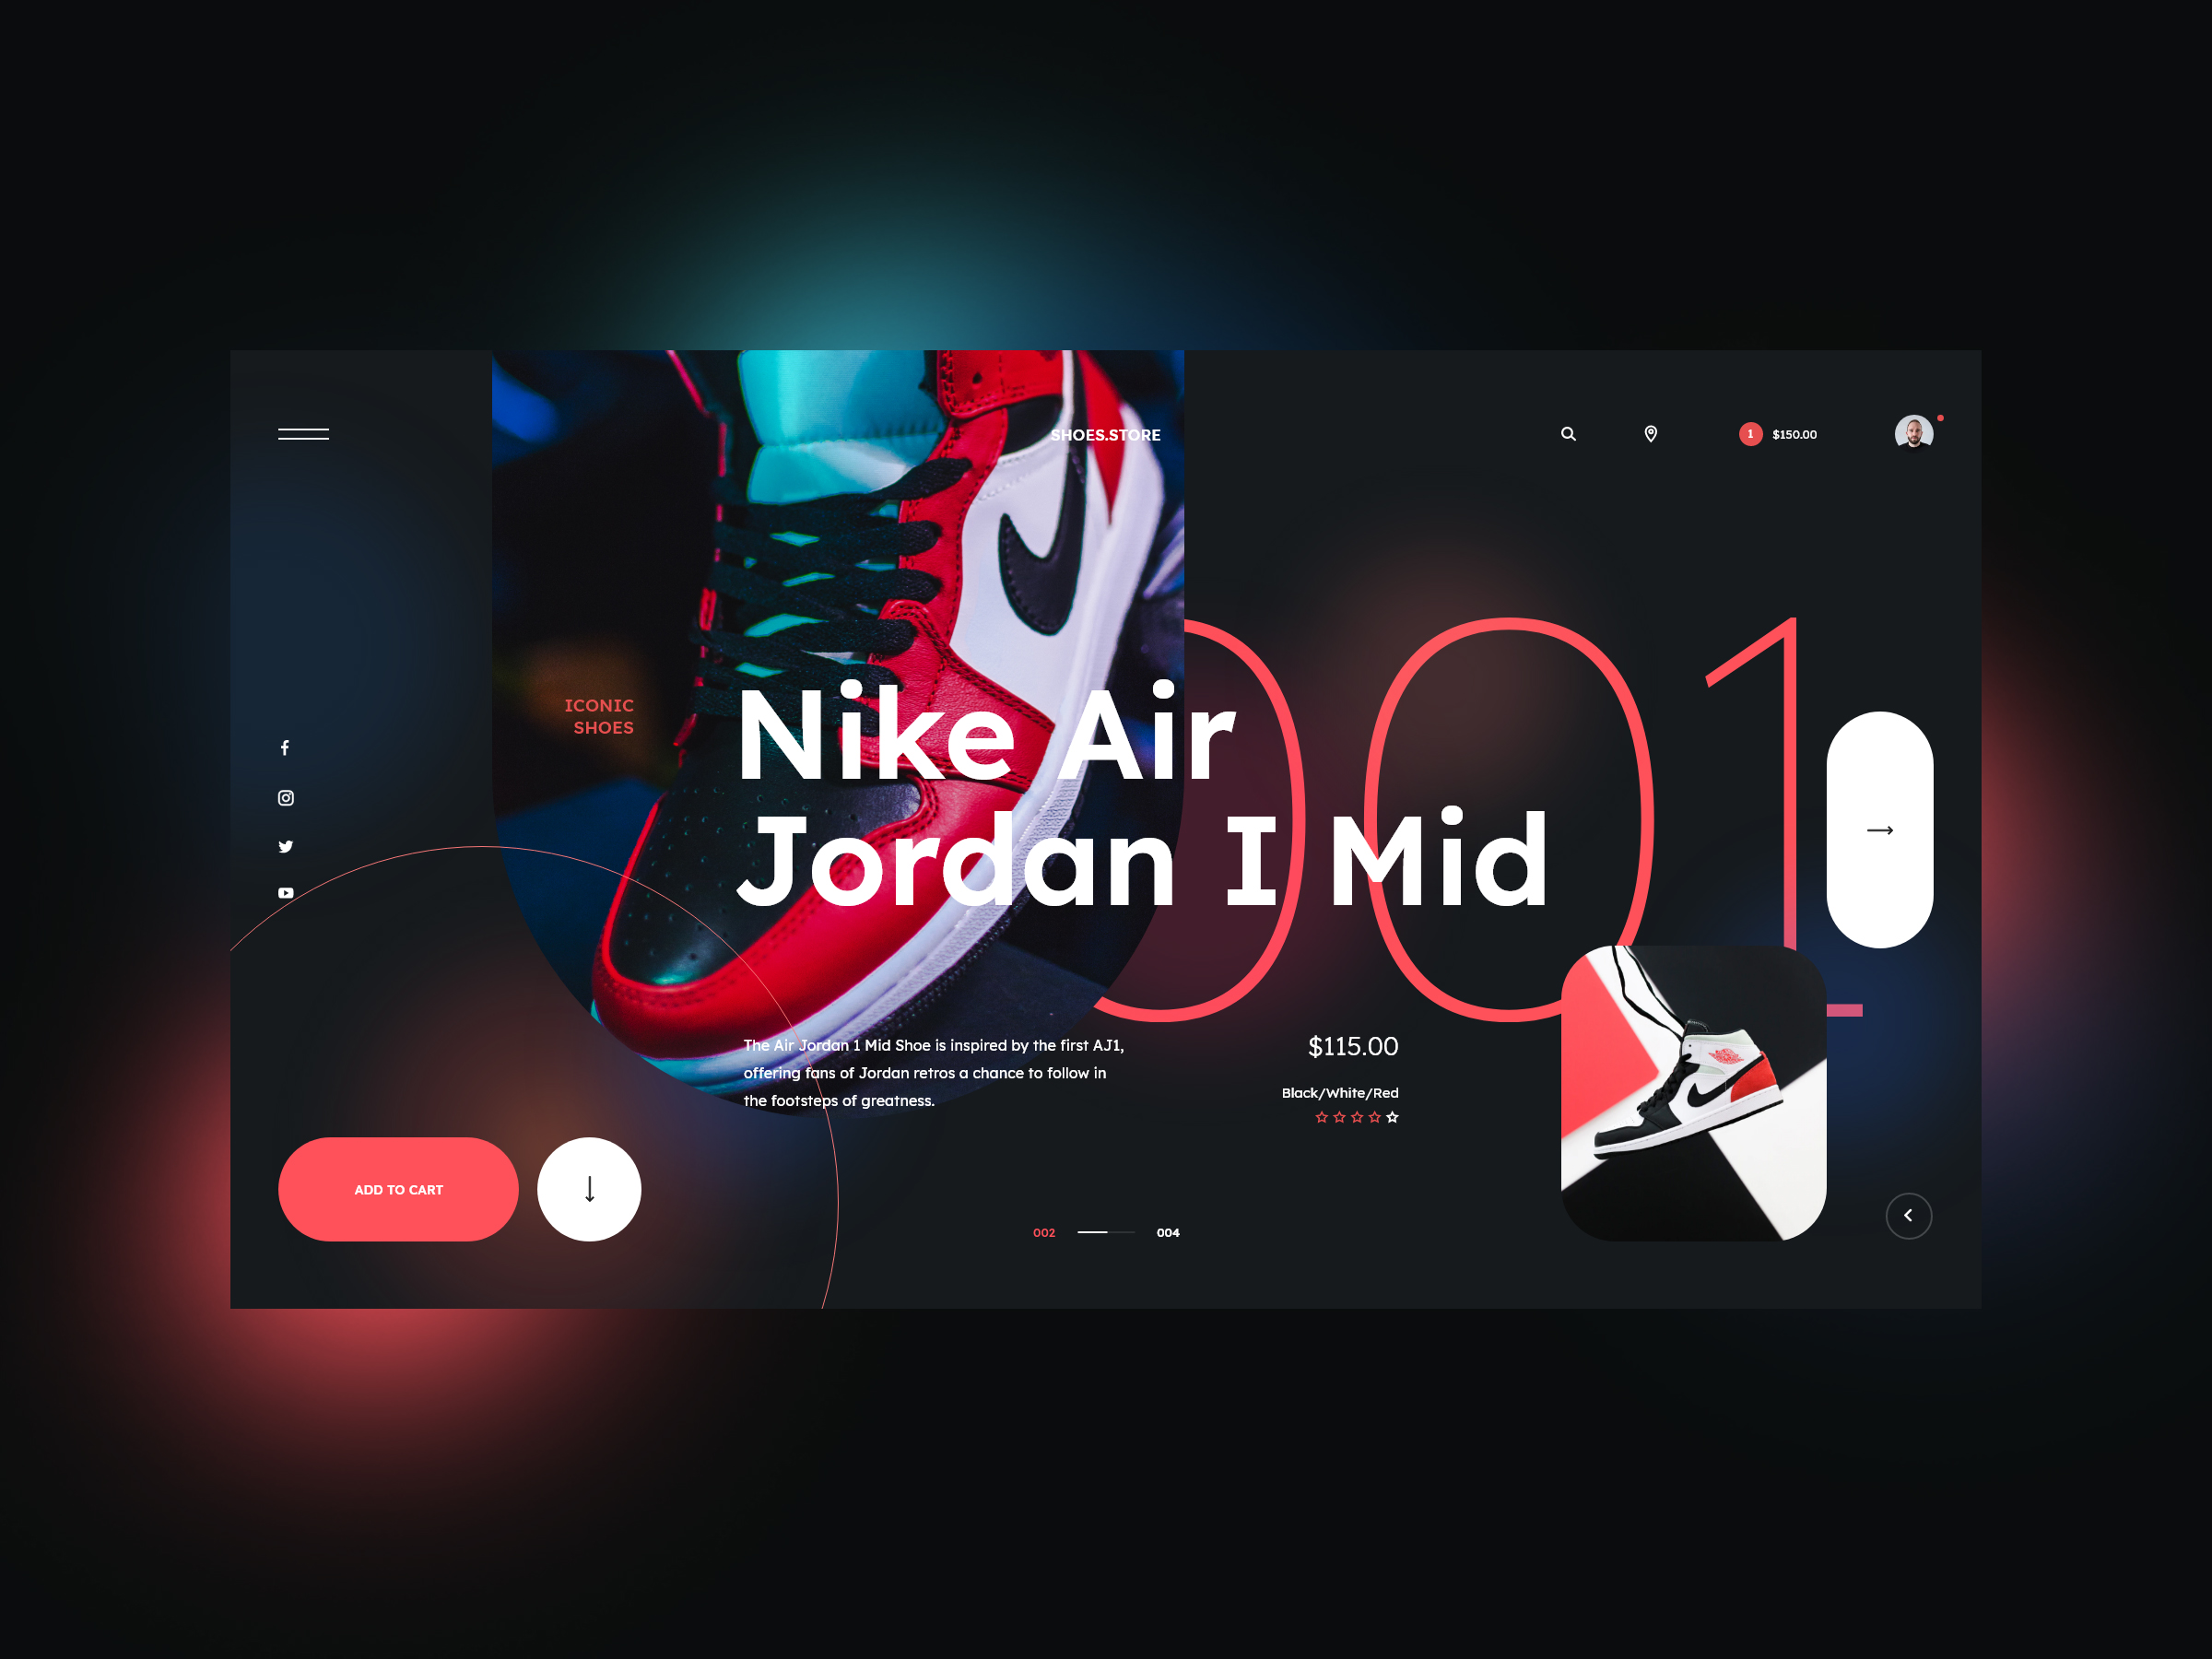 SHOES.STORE
1
$150.00
001
ICONIC
SHOES
Nike Air
Jordan I Mid
The Air Jordan 1 Mid Shoe is inspired by the first AJ1,
offering fans of Jordan retros a chance to follow in
the footsteps of greatness.
$115.00
Black/White/Red
ADD TO CART
002
004